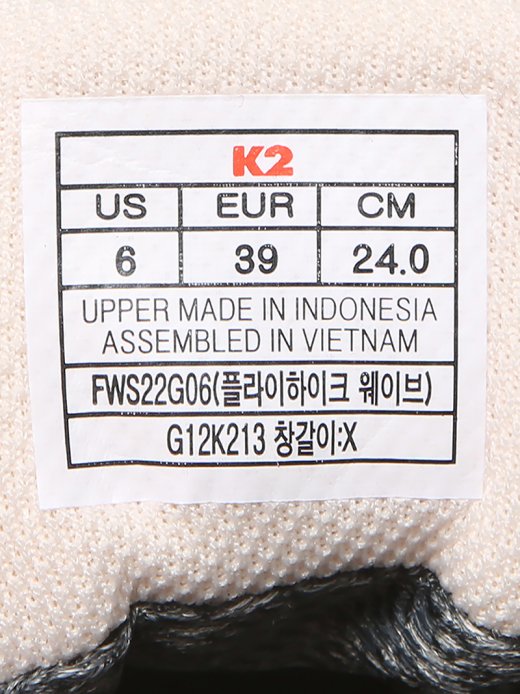 K2
US EUR CM
6 39 24.0
UPPER MADE IN INDONESIA
ASSEMBLED IN VIETNAM
FWS22G06(플라이하이크 웨이브)
G12K213 창갈이:X